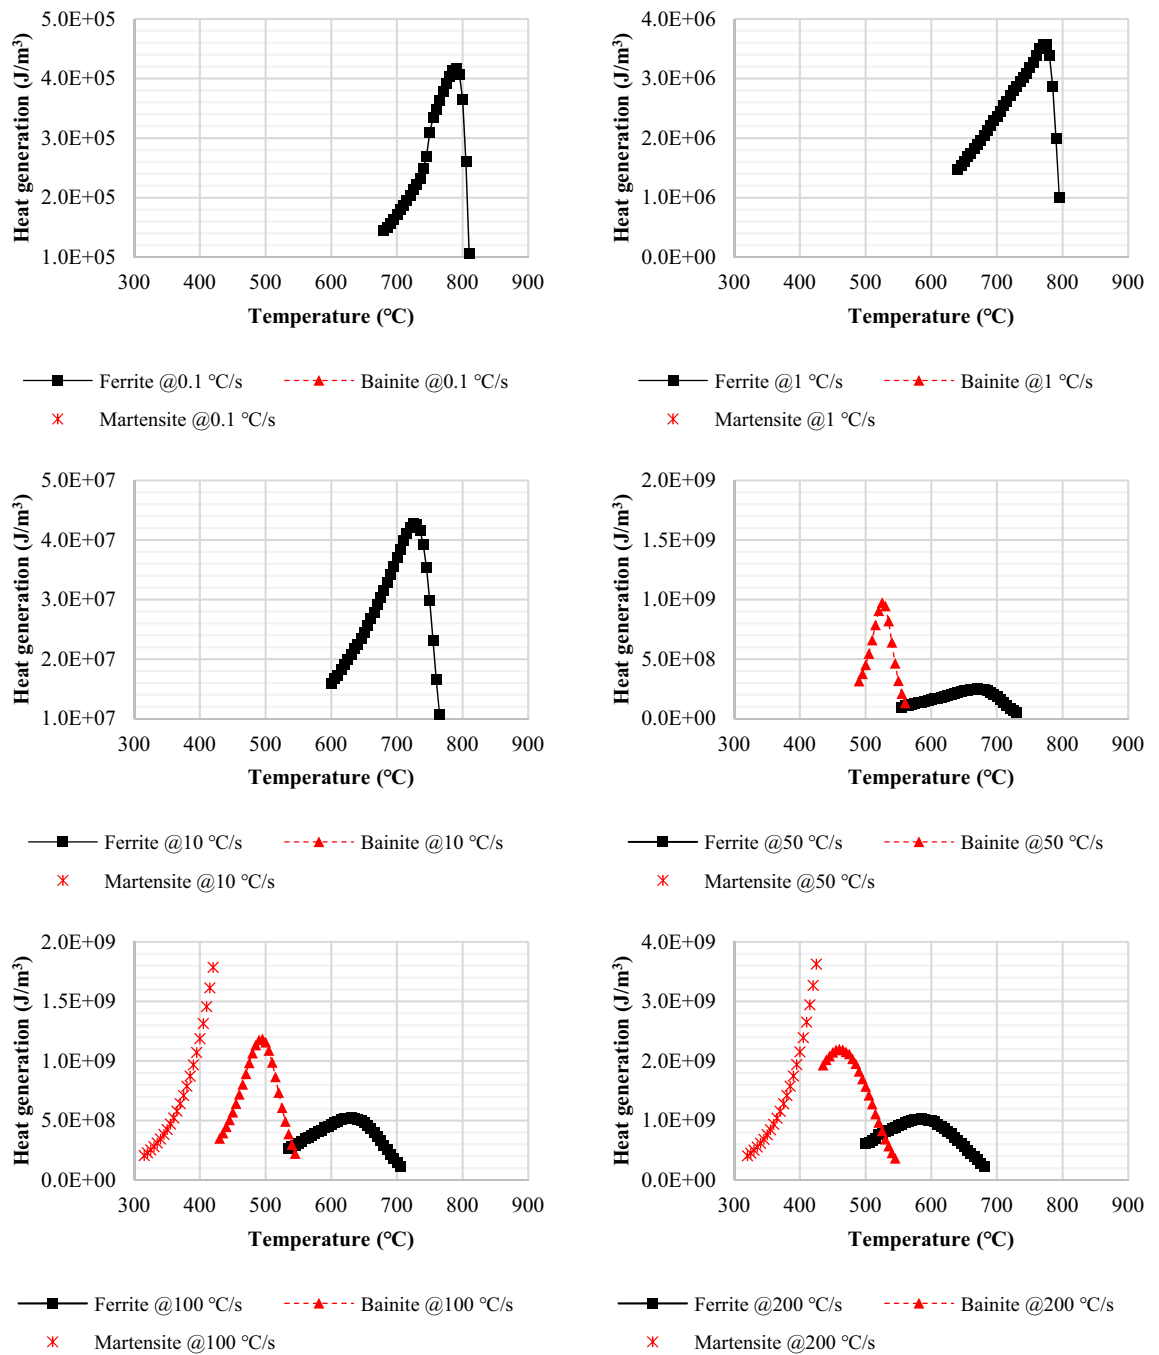 Heat generation (J/m³)
5.0E+05
4.0E+05
3.0E+05
2.0E+05
1.0E+05
300 400 500 600 700 800 900
Temperature (℃)
Ferrite @0.1 ℃/s
Bainite @0.1 ℃/s
Martensite @0.1 ℃/s
Heat generation (J/m³)
4.0E+06
3.0E+06
2.0E+06
1.0E+06
0.0E+00
300 400 500 600 700 800 900
Temperature (℃)
Ferrite @1 ℃/s
Bainite @1 ℃/s
Martensite @1 ℃/s
Heat generation (J/m³)
5.0E+07
4.0E+07
3.0E+07
2.0E+07
1.0E+07
300 400 500 600 700 800 900
Temperature (℃)
Ferrite @10 ℃/s
Bainite @10 ℃/s
Martensite @10 ℃/s
Heat generation (J/m³)
2.0E+09
1.5E+09
1.0E+09
5.0E+08
0.0E+00
300 400 500 600 700 800 900
Temperature (℃)
Ferrite @50 ℃/s
Bainite @50 ℃/s
Martensite @50 ℃/s
Heat generation (J/m³)
2.0E+09
1.5E+09
1.0E+09
5.0E+08
0.0E+00
300 400 500 600 700 800 900
Temperature (℃)
Ferrite @100 ℃/s
Bainite @100 ℃/s
Martensite @100 ℃/s
Heat generation (J/m³)
4.0E+09
3.0E+09
2.0E+09
1.0E+09
0.0E+00
300 400 500 600 700 800 900
Temperature (℃)
Ferrite @200 ℃/s
Bainite @200 ℃/s
Martensite @200 ℃/s